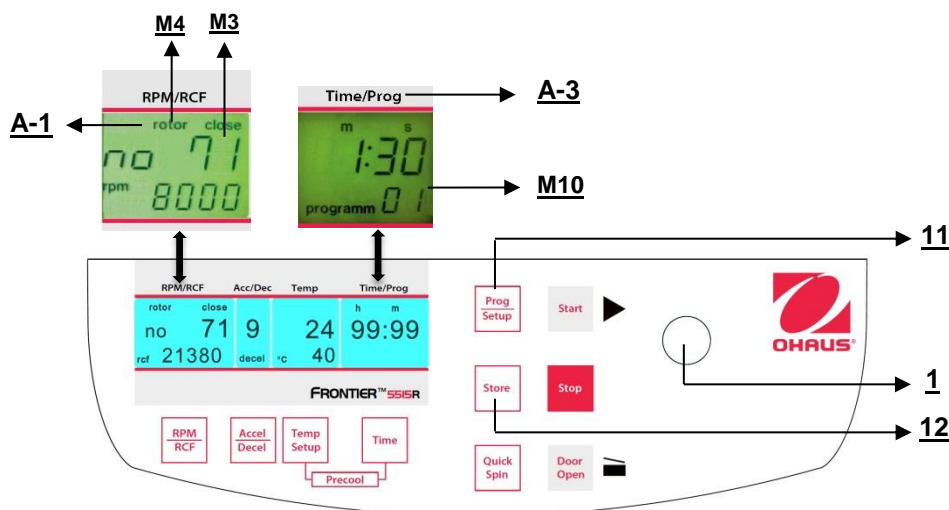 M4 M3
RPM/RCF
A-1
rotor close
no 71
rpm 8000
Time/Prog
A-3
m s
1:30
programm 01
M10
11
RPM/RCF Acc/Dec Temp Time/Prog
rotor close h m
no 71 9 24 99:99
rcf 21380 decel °C 40
FRONTIER™ 5515R
Prog
Setup
Start
OHAUS®
1
Store
Stop
12
RPM
RCF
Accel
Decel
Temp
Setup
Time
Precool
Quick
Spin
Door
Open